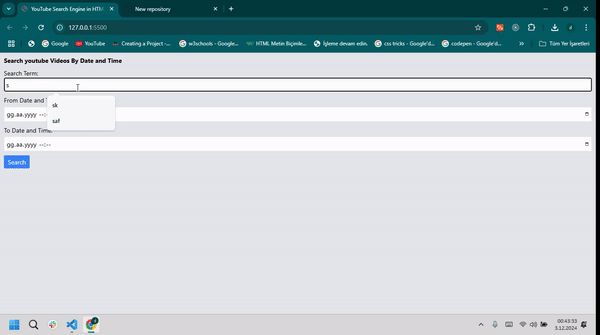 YouTube Search Engine in HTM
New repository
127.0.0.1:5500
Google
YouTube
Creating a Project -...
w3schools - Google...
HTML Metin Biçimle...
İşleme devam edin.
css tricks - Google'd...
codepen - Google'd...
Tüm Yer İşaretleri
Search youtube Videos By Date and Time
Search Term:
s
sk
saf
From Date and
gg.aa.yyyy --:--
To Date and Time:
gg.aa.yyyy --:--
Search
00:43:33
3.12.2024